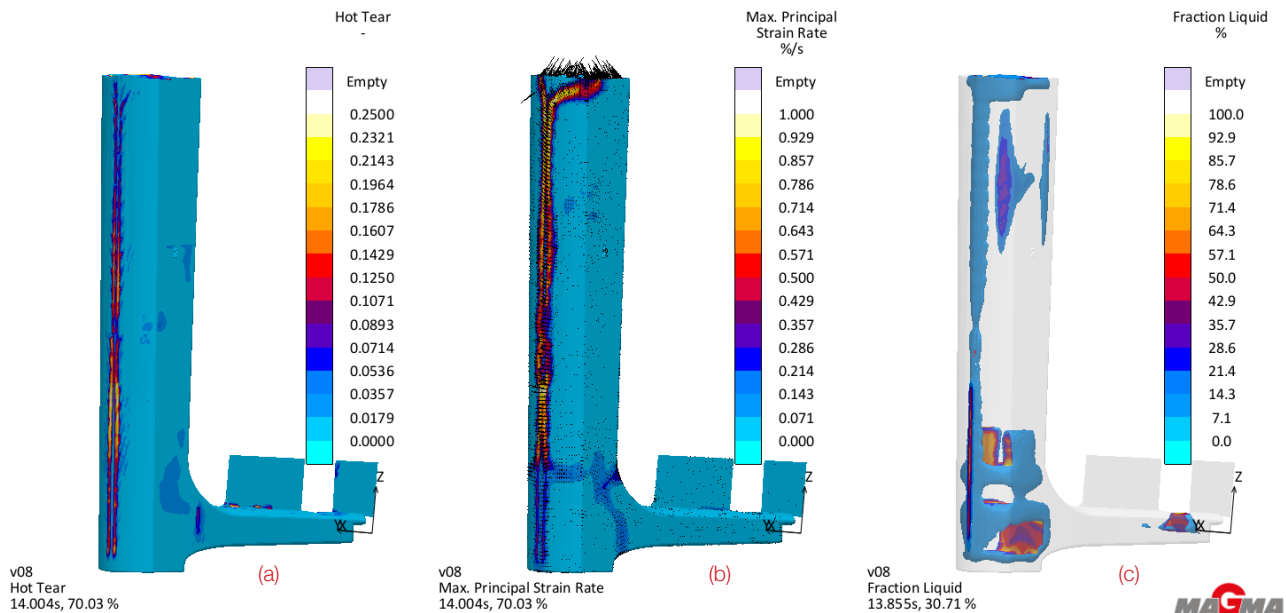 Hot Tear
-
Empty
0.2500
0.2321
0.2143
0.1964
0.1786
0.1607
0.1429
0.1250
0.1071
0.0893
0.0714
0.0536
0.0357
0.0179
0.0000
Z
X
v08
Hot Tear
14.004s, 70.03 %
(a)
Max. Principal
Strain Rate
%/s
Empty
1.000
0.929
0.857
0.786
0.714
0.643
0.571
0.500
0.429
0.357
0.286
0.214
0.143
0.071
0.000
Z
X
v08
Max. Principal Strain Rate
14.004s, 70.03 %
(b)
Fraction Liquid
%
Empty
100.0
92.9
85.7
78.6
71.4
64.3
57.1
50.0
42.9
35.7
28.6
21.4
14.3
7.1
0.0
Z
X
v08
Fraction Liquid
13.855s, 30.71 %
(c)
MAGMA